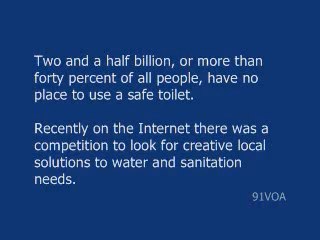 Two and a half billion, or more than
forty percent of all people, have no
place to use a safe toilet.
Recently on the Internet there was a
competition to look for creative local
solutions to water and sanitation
needs.
91VOA